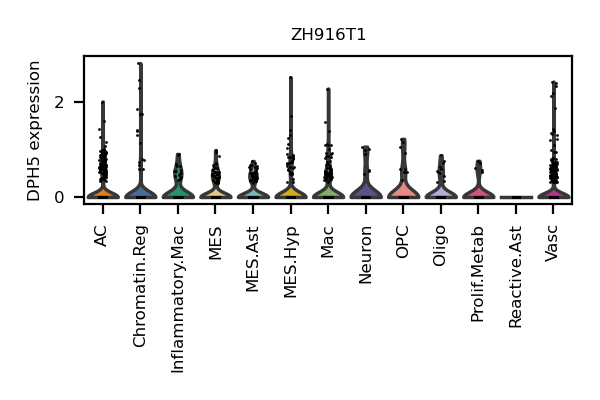 ZH916T1
DPH5 expression
2
0
AC
Chromatin.Reg
Inflammatory.Mac
MES
MES.Ast
MES.Hyp
Mac
Neuron
OPC
Oligo
Prolif.Metab
Reactive.Ast
Vasc